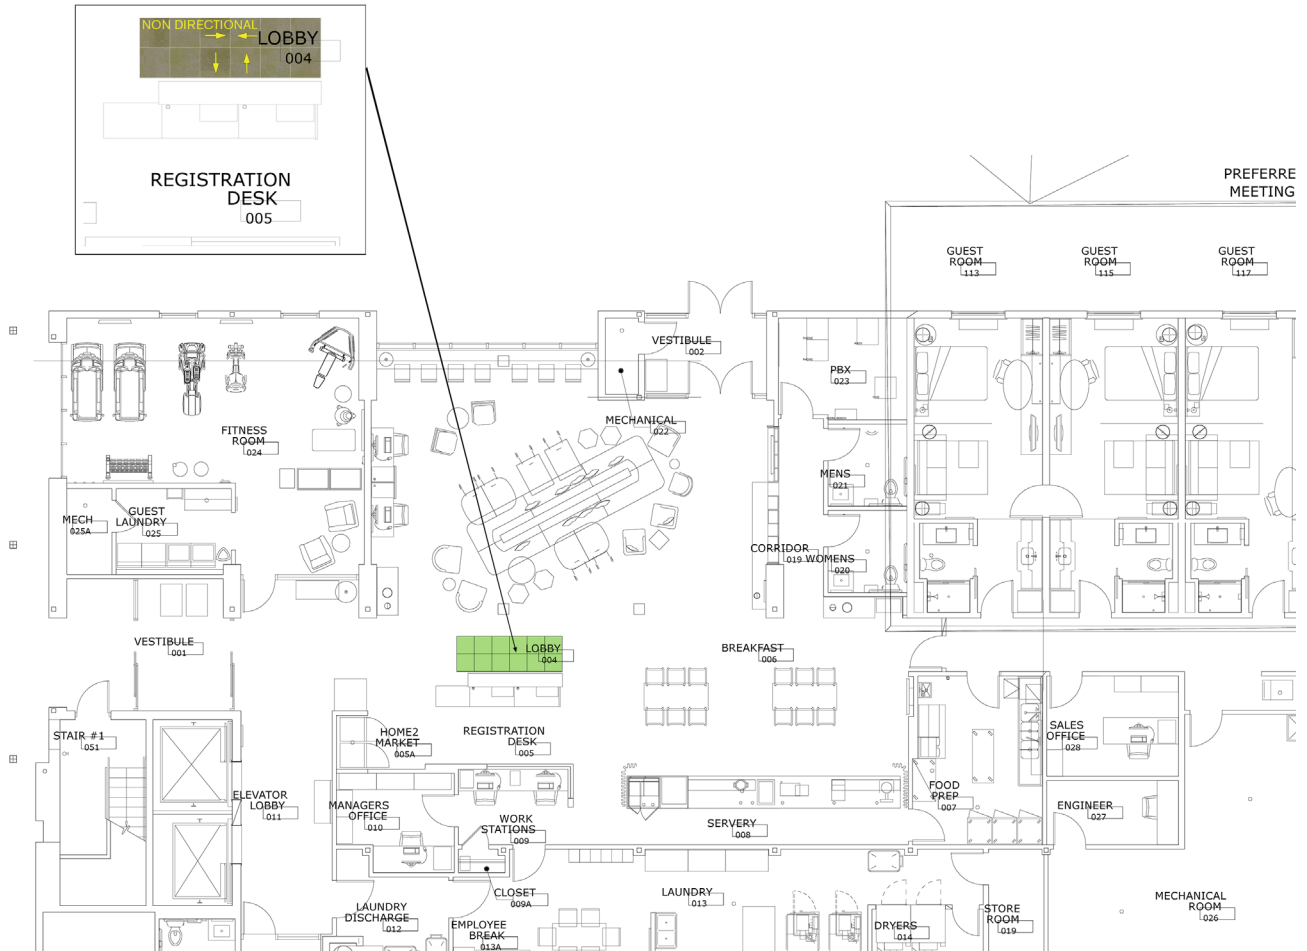 NON DIRECTIONAL
LOBBY
004
REGISTRATION
DESK
005
PREFERRE
MEETING
GUEST
ROOM
113
GUEST
ROOM
115
GUEST
ROOM
117
VESTIBULE
002
PBX
023
MECHANICAL
022
FITNESS
ROOM
024
MENS
021
MECH
025A
GUEST
LAUNDRY
025
CORRIDOR
019
WOMENS
020
VESTIBULE
001
LOBBY
004
BREAKFAST
006
STAIR #1
051
HOME2
MARKET
005A
REGISTRATION
DESK
005
SALES
OFFICE
028
ELEVATOR
LOBBY
011
MANAGERS
OFFICE
010
WORK
STATIONS
009
SERVERY
008
FOOD
PREP
007
ENGINEER
027
CLOSET
009A
LAUNDRY
013
LAUNDRY
DISCHARGE
012
EMPLOYEE
BREAK
013A
DRYERS
014
STORE
ROOM
019
MECHANICAL
ROOM
026